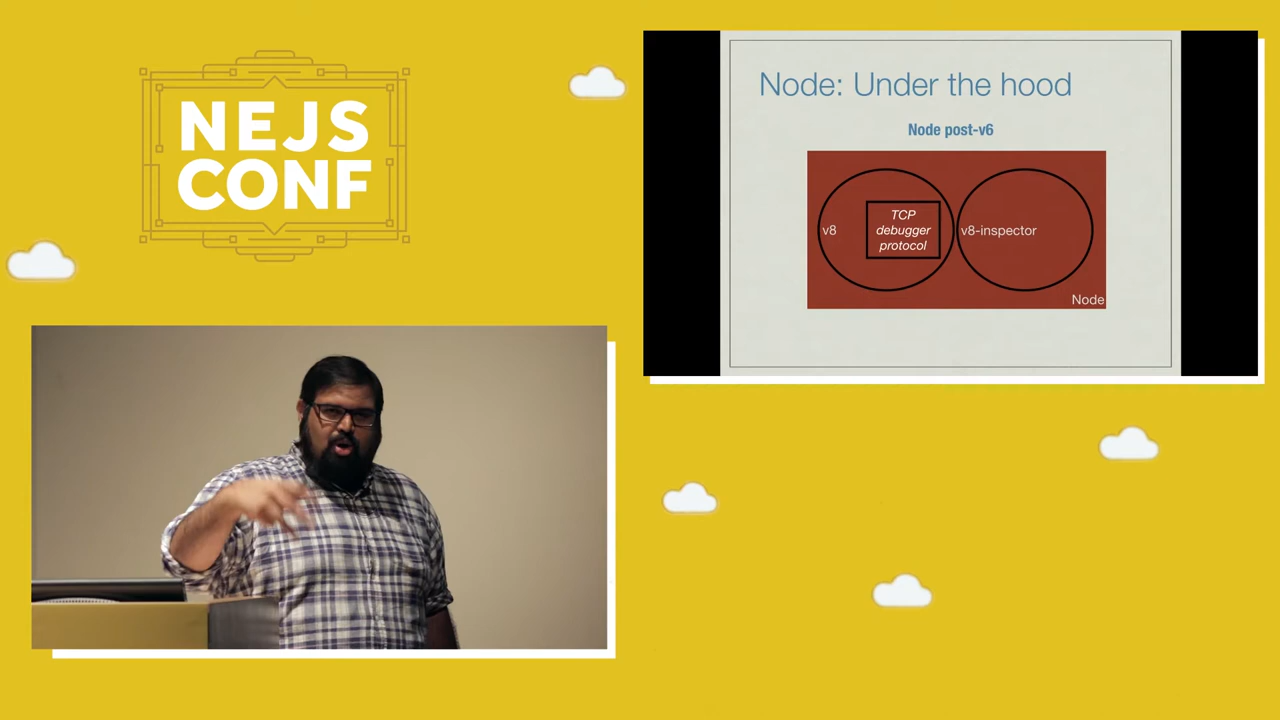 NEJS
CONF
Node: Under the hood
Node post-v6
v8
TCP
debugger
protocol
v8-inspector
Node